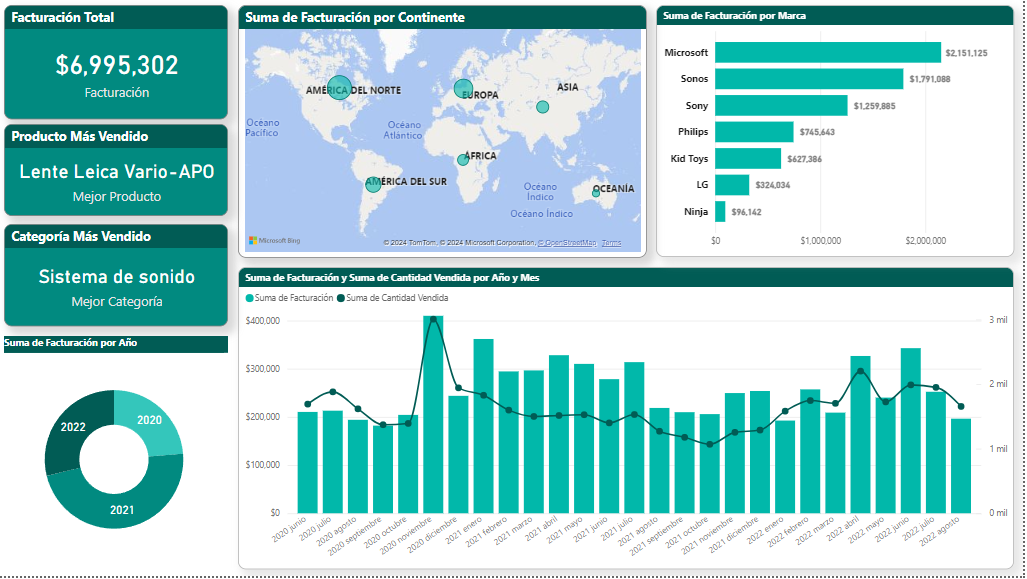 Facturación Total
$6,995,302
Facturación
Producto Más Vendido
Lente Leica Vario-APO
Mejor Producto
Categoría Más Vendido
Sistema de sonido
Mejor Categoría
Suma de Facturación por Año
2020
2022
2021
Suma de Facturación por Continente
AMÉRICA DEL NORTE
EUROPA
ASIA
Océano
Pacífico
Océano
Atlántico
ÁFRICA
AMÉRICA DEL SUR
Océano
Índico
OCEANÍA
Océano Índico
Microsoft Bing
© 2024 TomTom, © 2024 Microsoft Corporation, © OpenStreetMap Terms
Suma de Facturación por Marca
Microsoft $2,151,125
Sonos $1,791,088
Sony $1,259,885
Philips $745,643
Kid Toys $627,386
LG $324,034
Ninja $96,142
$0 $1,000,000 $2,000,000
Suma de Facturación y Suma de Cantidad Vendida por Año y Mes
Suma de Facturación Suma de Cantidad Vendida
$400,000 3 mil
$300,000
2 mil
$200,000
1 mil
$100,000
$0 0 mil
2020 junio
2020 julio
2020 agosto
2020 septiembre
2020 octubre
2020 noviembre
2020 diciembre
2021 enero
2021 febrero
2021 marzo
2021 abril
2021 mayo
2021 junio
2021 julio
2021 agosto
2021 septiembre
2021 octubre
2021 noviembre
2021 diciembre
2022 enero
2022 febrero
2022 marzo
2022 abril
2022 mayo
2022 junio
2022 julio
2022 agosto